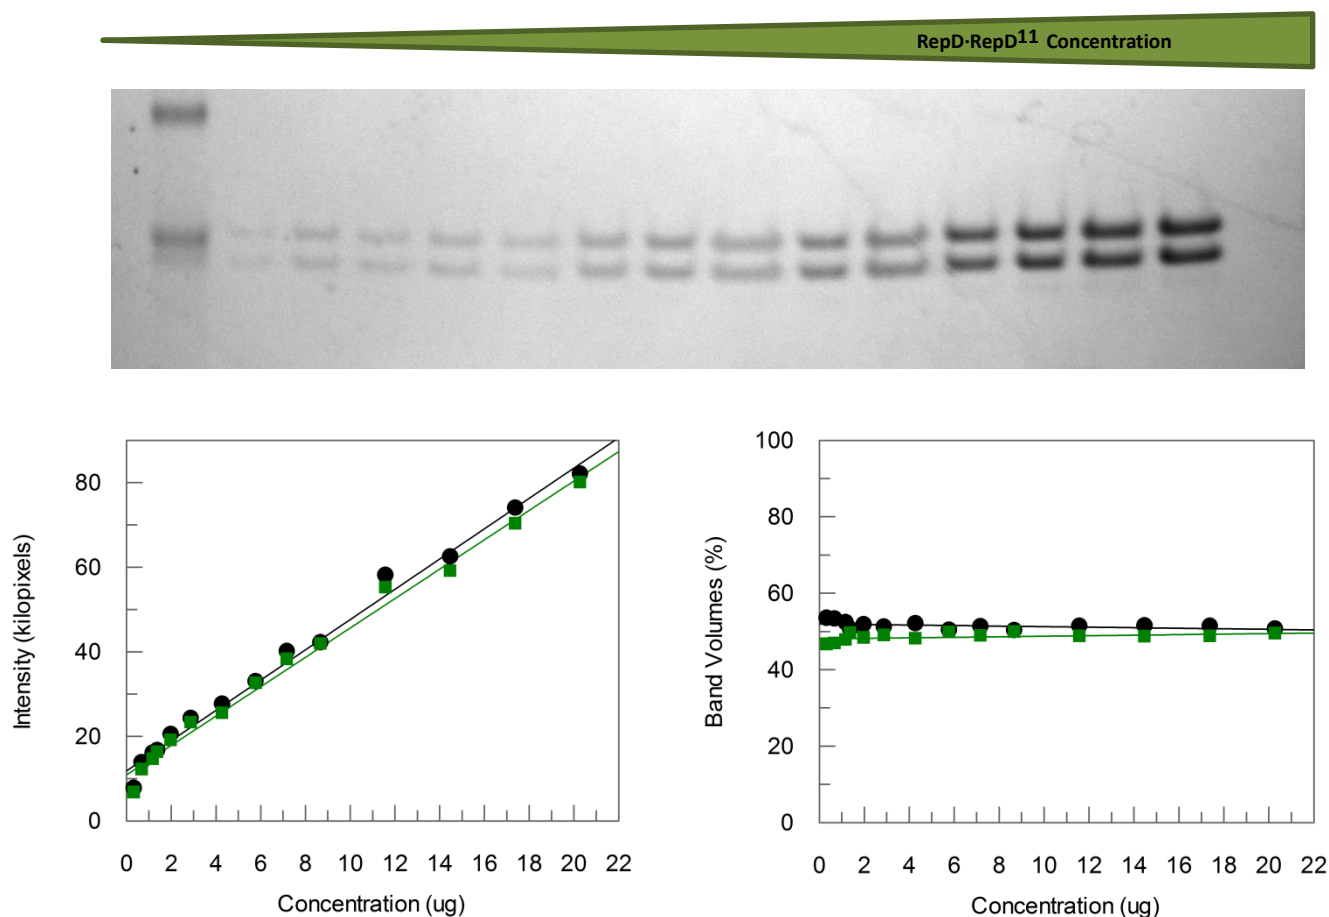 RepD·RepD11 Concentration
80
60
40
20
0
0 2 4 6 8 10 12 14 16 18 20 22
Intensity (kilopixels)
Concentration (ug)
100
80
60
40
20
0
0 2 4 6 8 10 12 14 16 18 20 22
Band Volumes (%)
Concentration (ug)